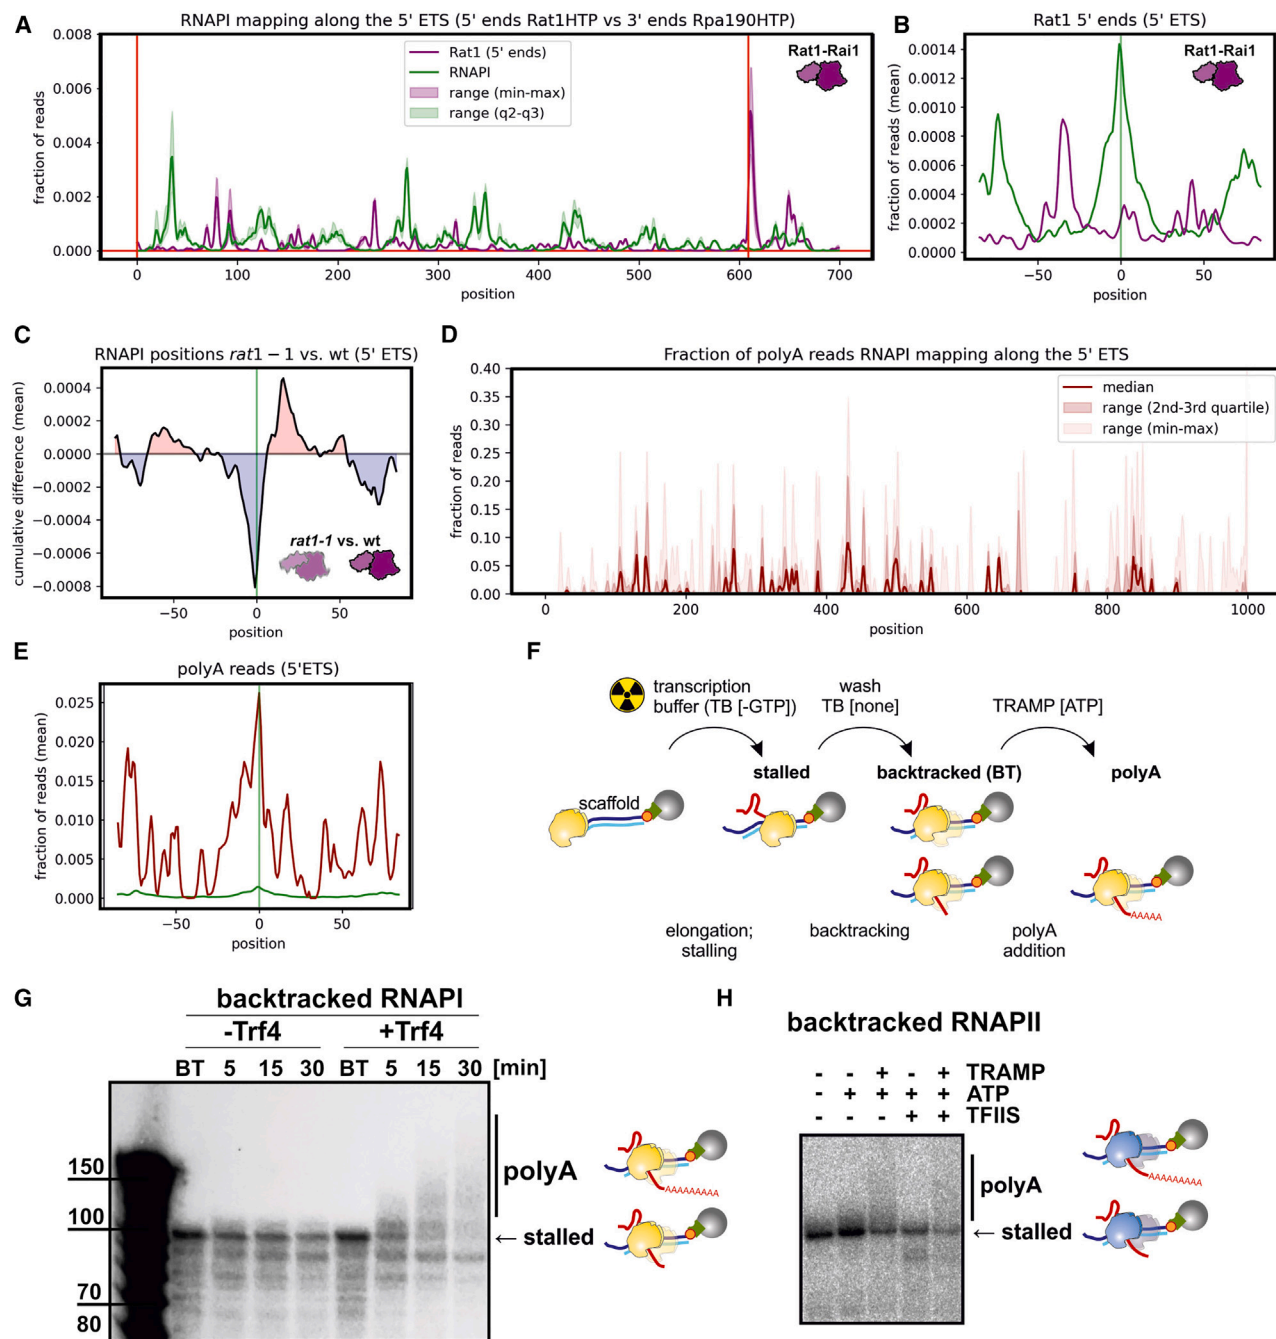 A
RNAPI mapping along the 5' ETS (5' ends Rat1HTP vs 3' ends Rpa190HTP)
0.008
0.006
0.004
0.002
0.000
fraction of reads
Rat1 (5' ends)
RNAPI
range (min-max)
range (q2-q3)
Rat1-Rai1
0 100 200 300 400 500 600 700
position
B
Rat1 5' ends (5' ETS)
0.0014
0.0012
0.0010
0.0008
0.0006
0.0004
0.0002
0.0000
fraction of reads (mean)
Rat1-Rai1
−50 0 50
position
C
RNAPI positions rat1 − 1 vs. wt (5' ETS)
0.0004
0.0002
0.0000
−0.0002
−0.0004
−0.0006
−0.0008
cumulative difference (mean)
rat1-1 vs. wt
−50 0 50
position
D
Fraction of polyA reads RNAPI mapping along the 5' ETS
0.40
0.35
0.30
0.25
0.20
0.15
0.10
0.05
0.00
fraction of reads
median
range (2nd-3rd quartile)
range (min-max)
0 200 400 600 800 1000
position
E
polyA reads (5'ETS)
0.025
0.020
0.015
0.010
0.005
0.000
fraction of reads (mean)
−50 0 50
position
F
transcription
buffer (TB [-GTP])
wash
TB [none]
TRAMP [ATP]
stalled
backtracked (BT)
polyA
scaffold
AAAAA
elongation;
stalling
backtracking
polyA
addition
G
backtracked RNAPI
-Trf4 +Trf4
BT 5 15 30 BT 5 15 30 [min]
150
100
70
80
polyA
← stalled
AAAAAAAAA
H
backtracked RNAPII
- - + - + TRAMP
- + + + + ATP
- - - + + TFIIS
polyA
← stalled
AAAAAAAAA